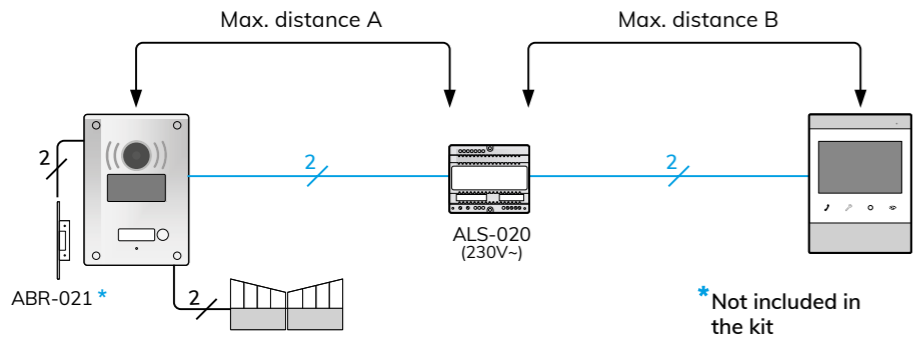 Max. distance A
Max. distance B
2
2
2
ALS-020
(230V~)
ABR-021 *
2
*Not included in
the kit